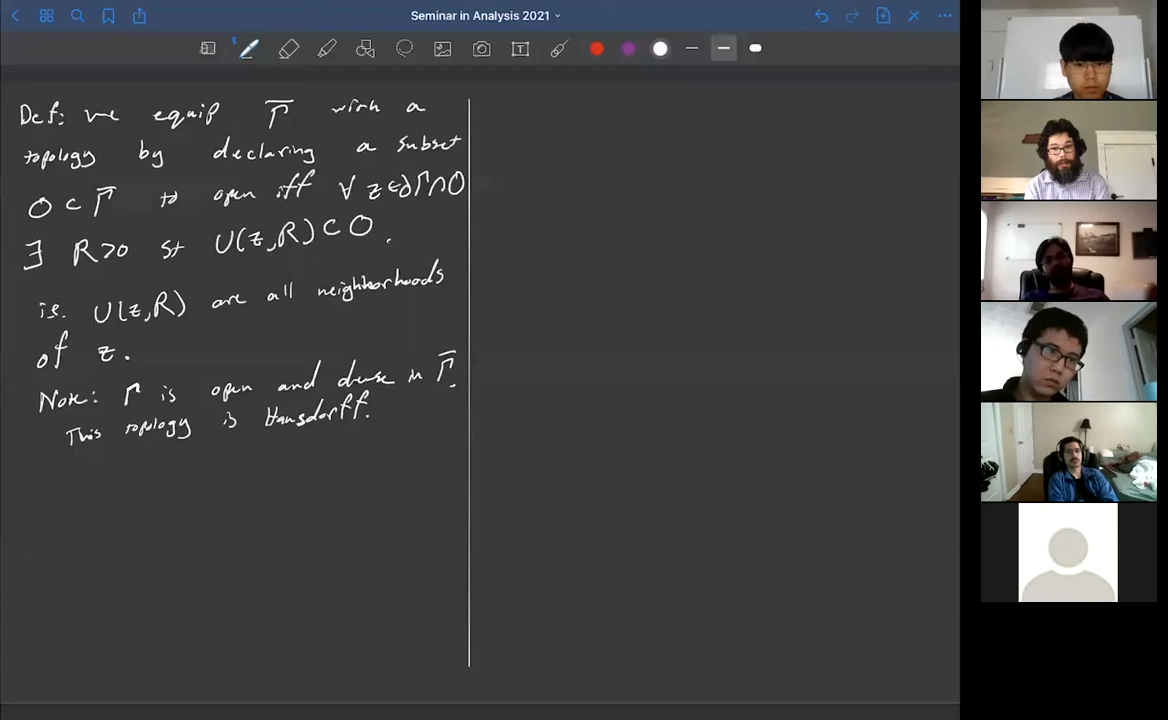 Seminar in Analysis 2021
Def: we equip Γ̅ with a
topology by declaring a subset
O ⊂ Γ̅ to open iff ∀ z∈∂Γ∩O
∃ R>0 st U(z,R)⊂O.
i.e. U(z,R) are all neighborhoods
of z.
Note: Γ is open and dense in Γ̅.
This topology is Hausdorff.